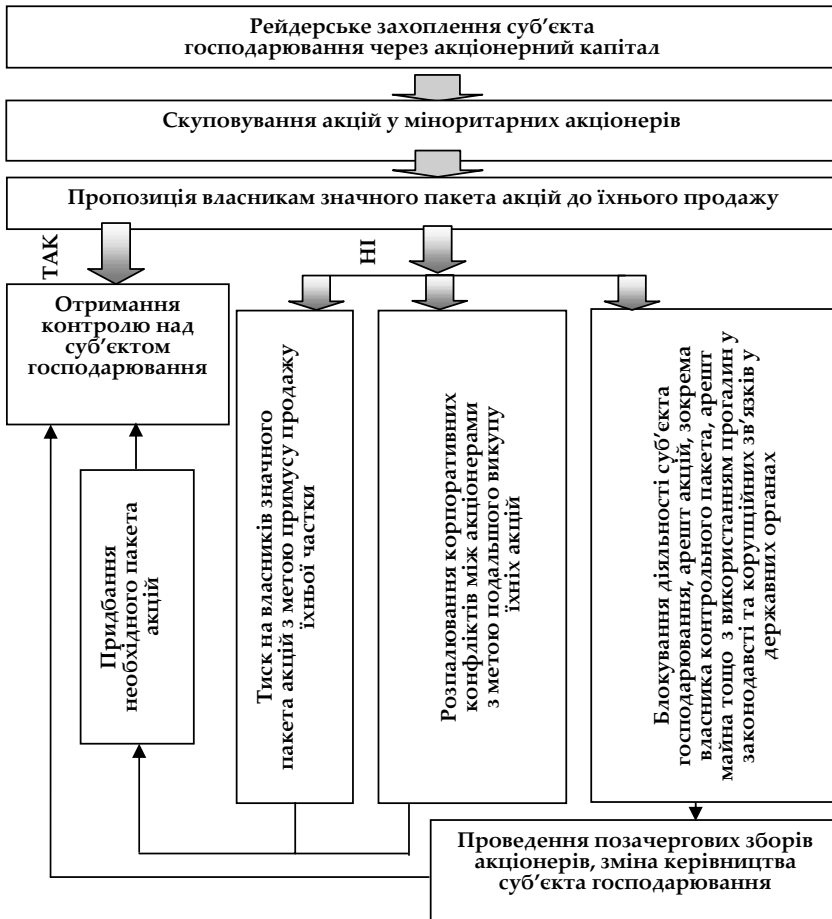 Рейдерське захоплення суб’єкта
господарювання через акціонерний капітал
Скуповування акцій у міноритарних акціонерів
Пропозиція власникам значного пакета акцій до їхнього продажу
ТАК
НІ
Отримання
контролю над
суб’єктом
господарювання
Придбання
необхідного пакета
акцій
Тиск на власників значного
пакета акцій з метою примусу продажу
їхньої частки
Розпалювання корпоративних
конфліктів між акціонерами
з метою подальшого викупу
їхніх акцій
Блокування діяльності суб’єкта
господарювання, арешт акцій, зокрема
власника контрольного пакета, арешт
майна тощо з використанням прогалин у
законодавсті та корупційних зв’язків у
державних органах
Проведення позачергових зборів
акціонерів, зміна керівництва
суб’єкта господарювання